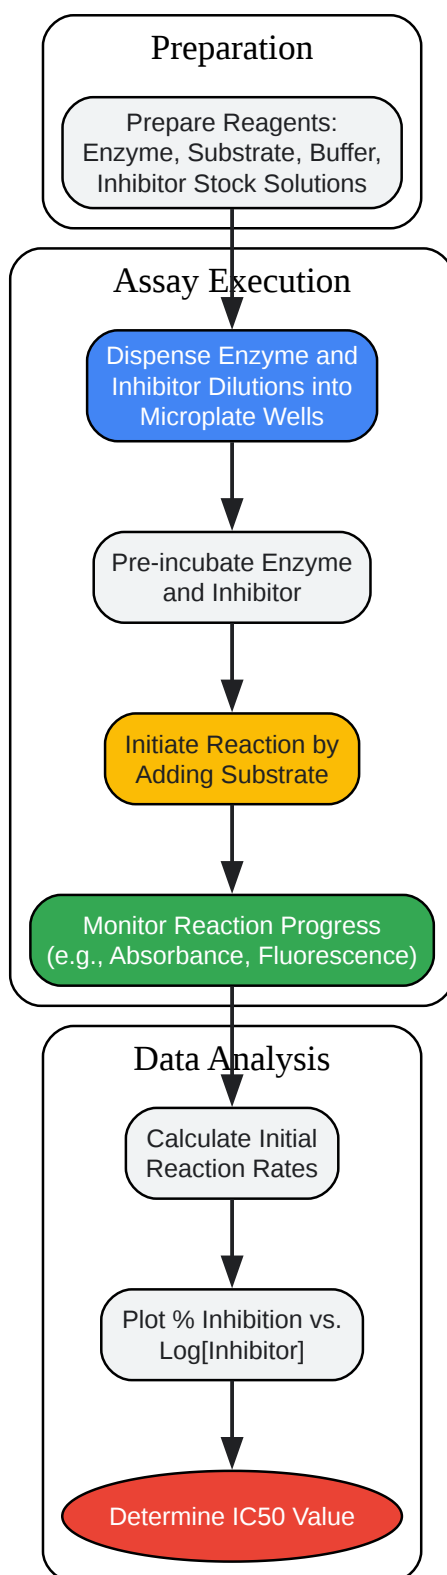 Preparation
Prepare Reagents:
Enzyme, Substrate, Buffer,
Inhibitor Stock Solutions
Assay Execution
Dispense Enzyme and
Inhibitor Dilutions into
Microplate Wells
Pre-incubate Enzyme
and Inhibitor
Initiate Reaction by
Adding Substrate
Monitor Reaction Progress
(e.g., Absorbance, Fluorescence)
Data Analysis
Calculate Initial
Reaction Rates
Plot % Inhibition vs.
Log[Inhibitor]
Determine IC50 Value